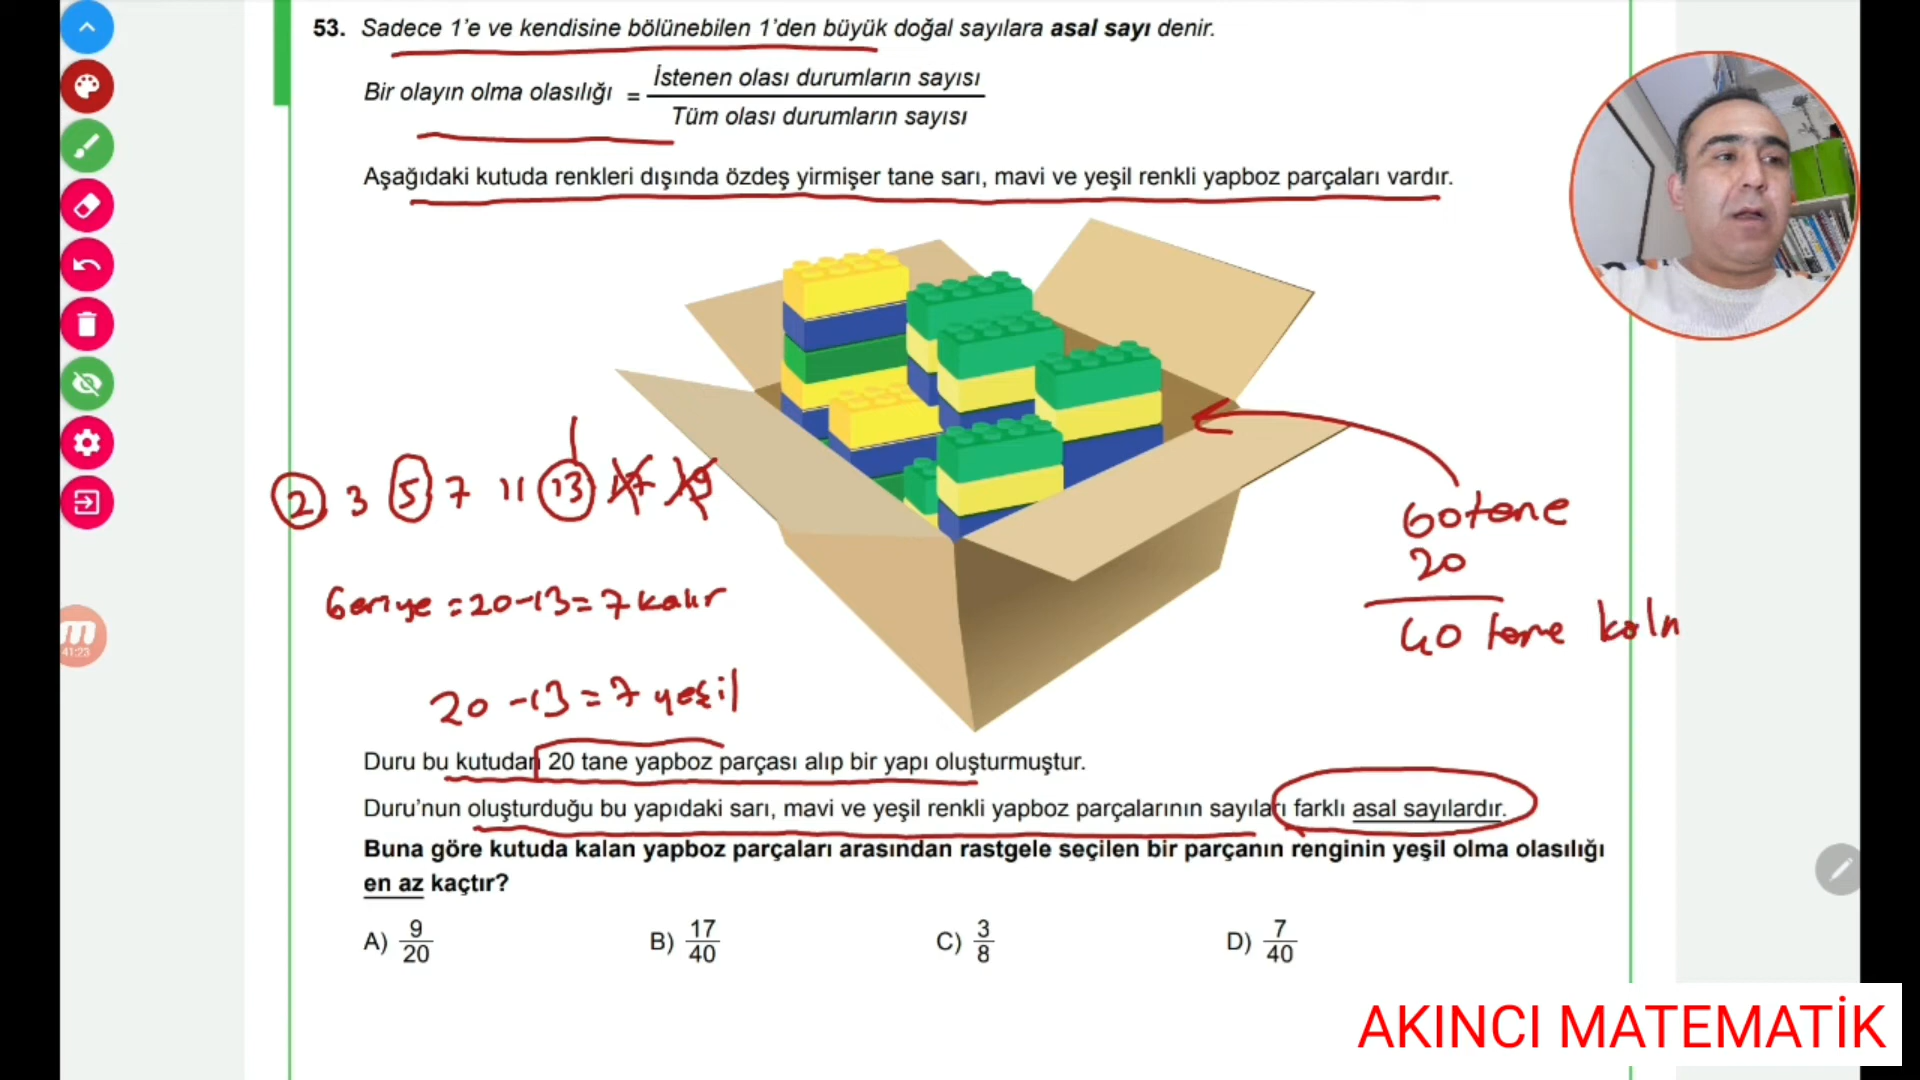 53. Sadece 1'e ve kendisine bölünebilen 1'den büyük doğal sayılara asal sayı denir.
Bir olayın olma olasılığı = İstenen olası durumların sayısı
Tüm olası durumların sayısı
Aşağıdaki kutuda renkleri dışında özdeş yirmişer tane sarı, mavi ve yeşil renkli yapboz parçaları vardır.
2 3 5 7 11 13 17 19
60 tane
20
40 tane
Geriye = 20-13 = 7 kalır
20 - 13 = 7 yeşil
41:23
Duru bu kutudan 20 tane yapboz parçası alıp bir yapı oluşturmuştur.
Duru'nun oluşturduğu bu yapıdaki sarı, mavi ve yeşil renkli yapboz parçalarının sayıları farklı asal sayılardır.
Buna göre kutuda kalan yapboz parçaları arasından rastgele seçilen bir parçanın renginin yeşil olma olasılığı
en az kaçtır?
A) 9/20 B) 17/40 C) 3/8 D) 7/40
AKINCI MATEMATİK